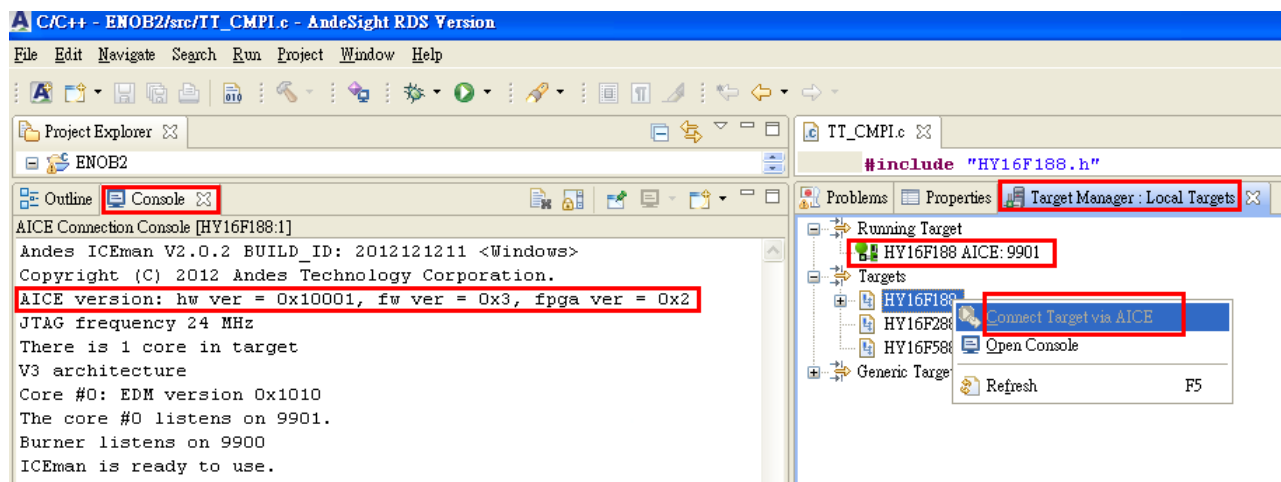 C/C++ - ENOB2/src/TT_CMPI.c - AndeSight RDS Version
File Edit Navigate Search Run Project Window Help
Project Explorer
ENOB2
Outline Console
AICE Connection Console [HY16F188:1]
Andes ICEman V2.0.2 BUILD_ID: 2012121211 <Windows>
Copyright (C) 2012 Andes Technology Corporation.
AICE version: hw ver = 0x10001, fw ver = 0x3, fpga ver = 0x2
JTAG frequency 24 MHz
There is 1 core in target
V3 architecture
Core #0: EDM version 0x1010
The core #0 listens on 9901.
Burner listens on 9900
ICEman is ready to use.
TT_CMPI.c
#include "HY16F188.h"
Problems Properties Target Manager : Local Targets
Running Target
HY16F188 AICE: 9901
Targets
HY16F188
HY16F288
HY16F588
Generic Targe
Connect Target via AICE
Open Console
Refresh F5